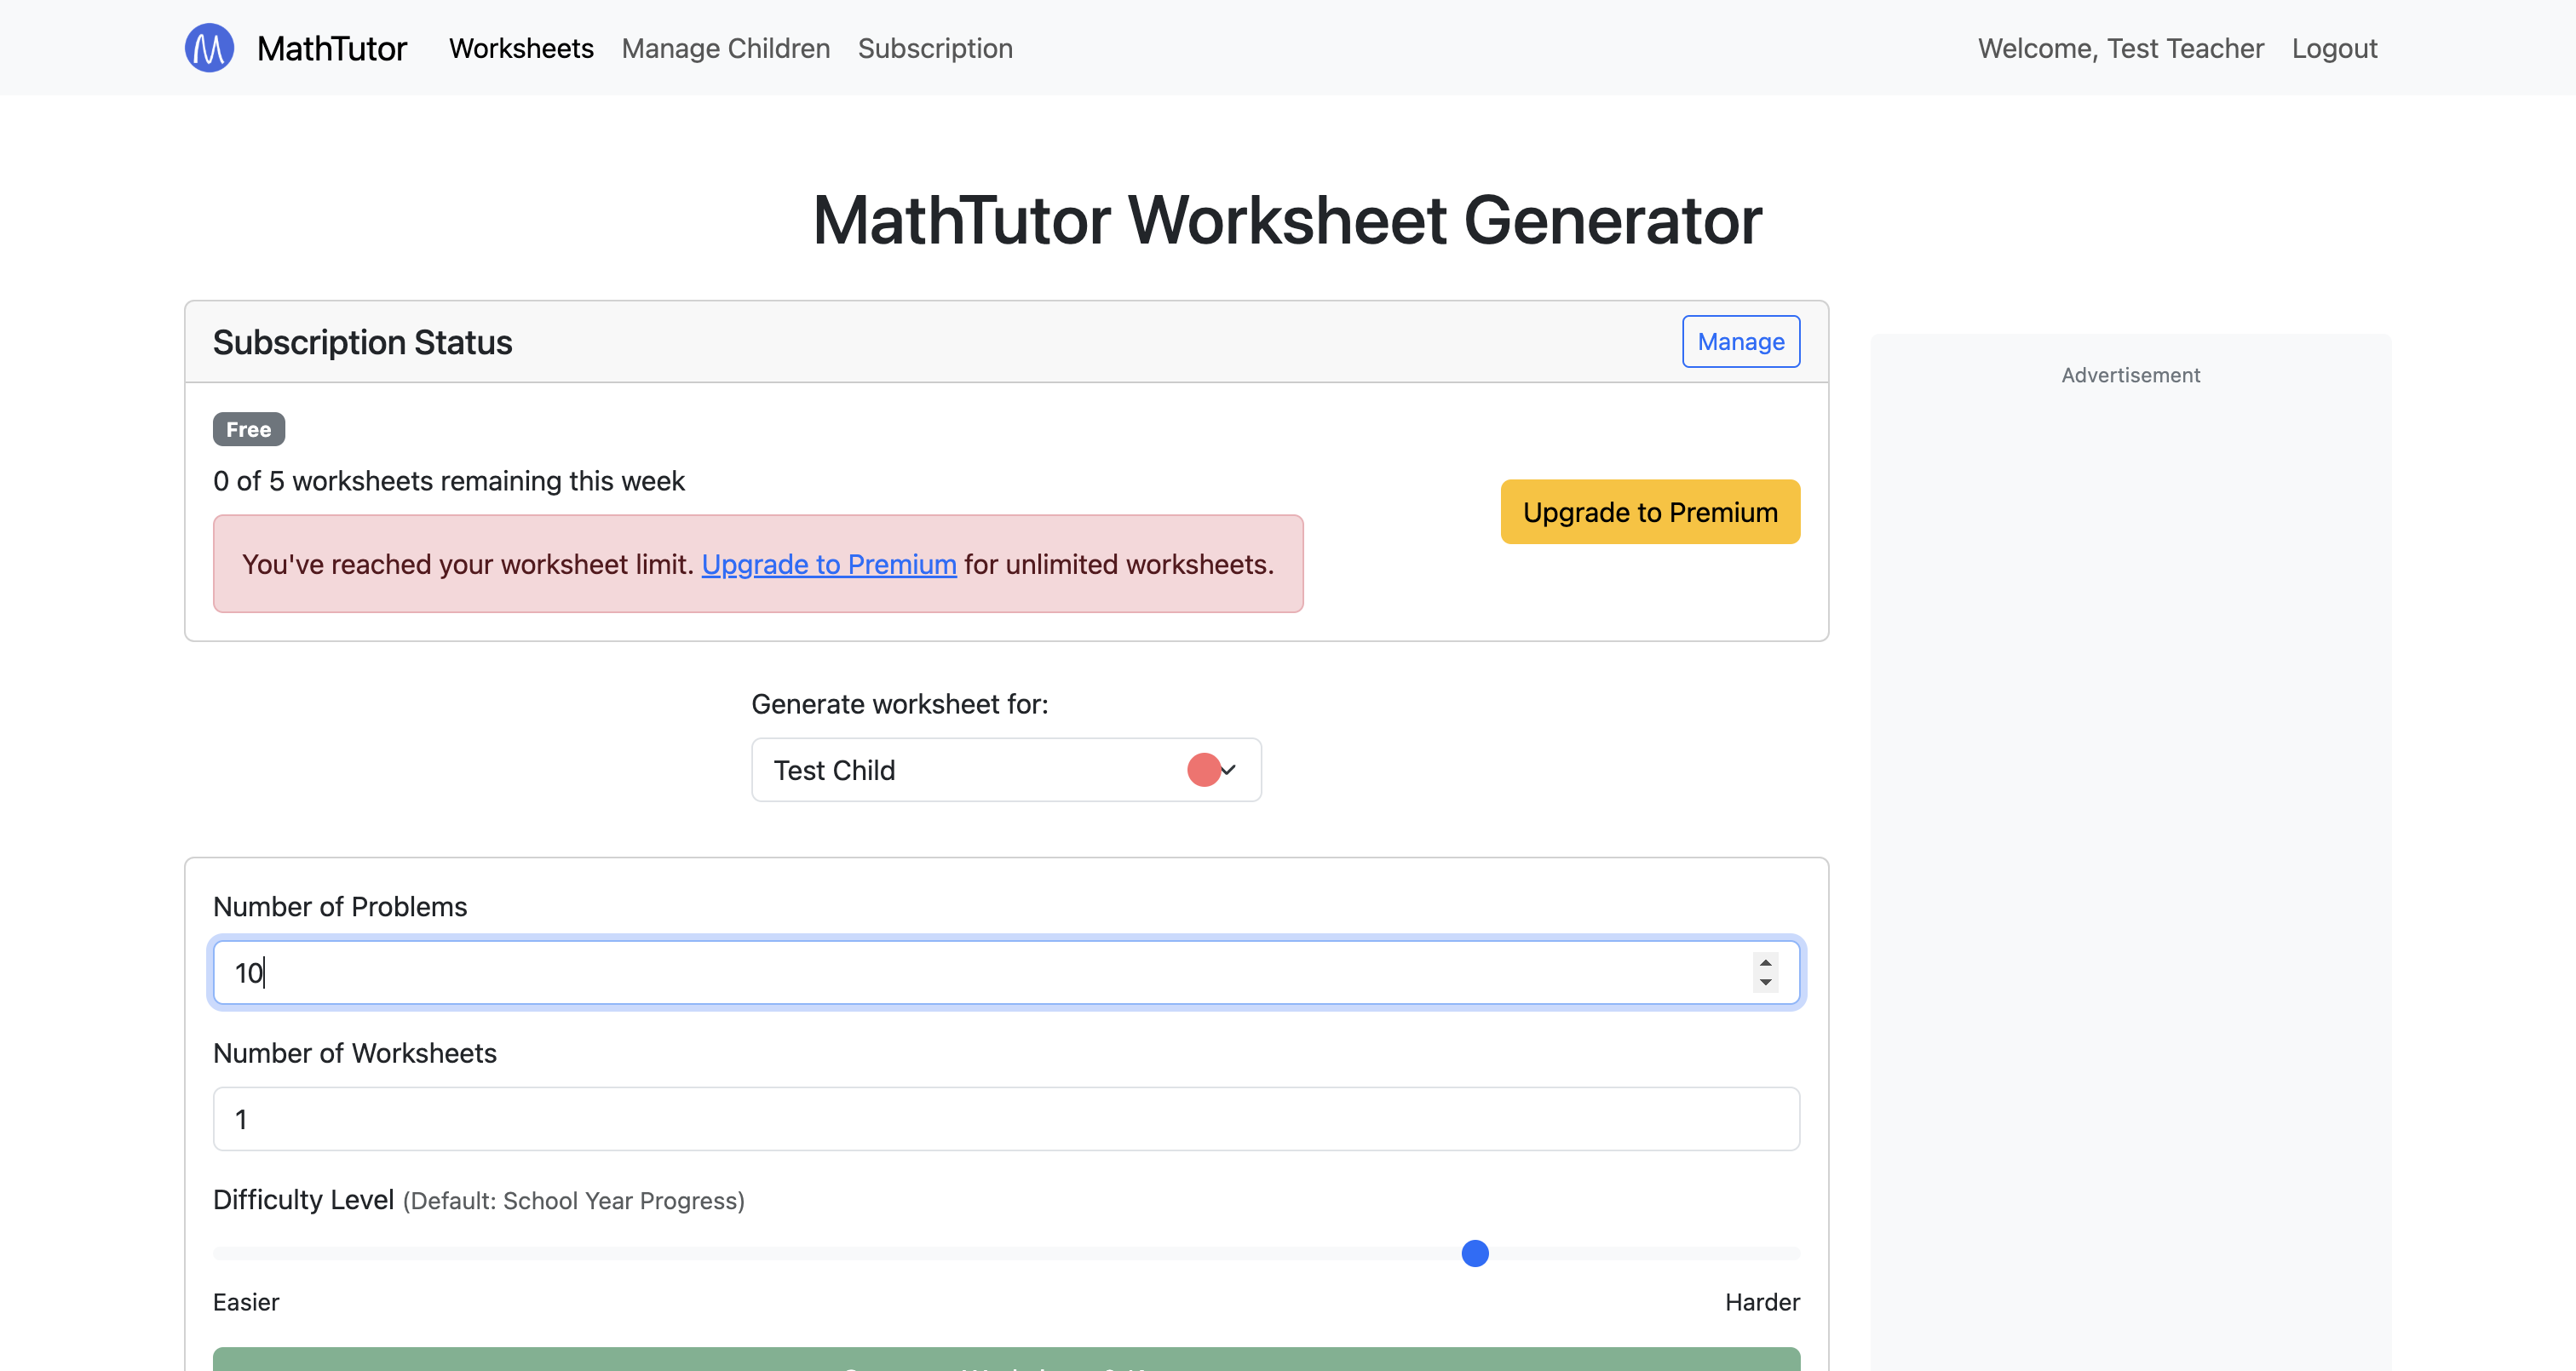 MathTutor Worksheets Manage Children Subscription Welcome, Test Teacher Logout
MathTutor Worksheet Generator
Subscription Status Manage
Free
0 of 5 worksheets remaining this week
Upgrade to Premium
You've reached your worksheet limit. Upgrade to Premium for unlimited worksheets.
Advertisement
Generate worksheet for:
Test Child
Number of Problems
10
Number of Worksheets
1
Difficulty Level (Default: School Year Progress)
Easier Harder